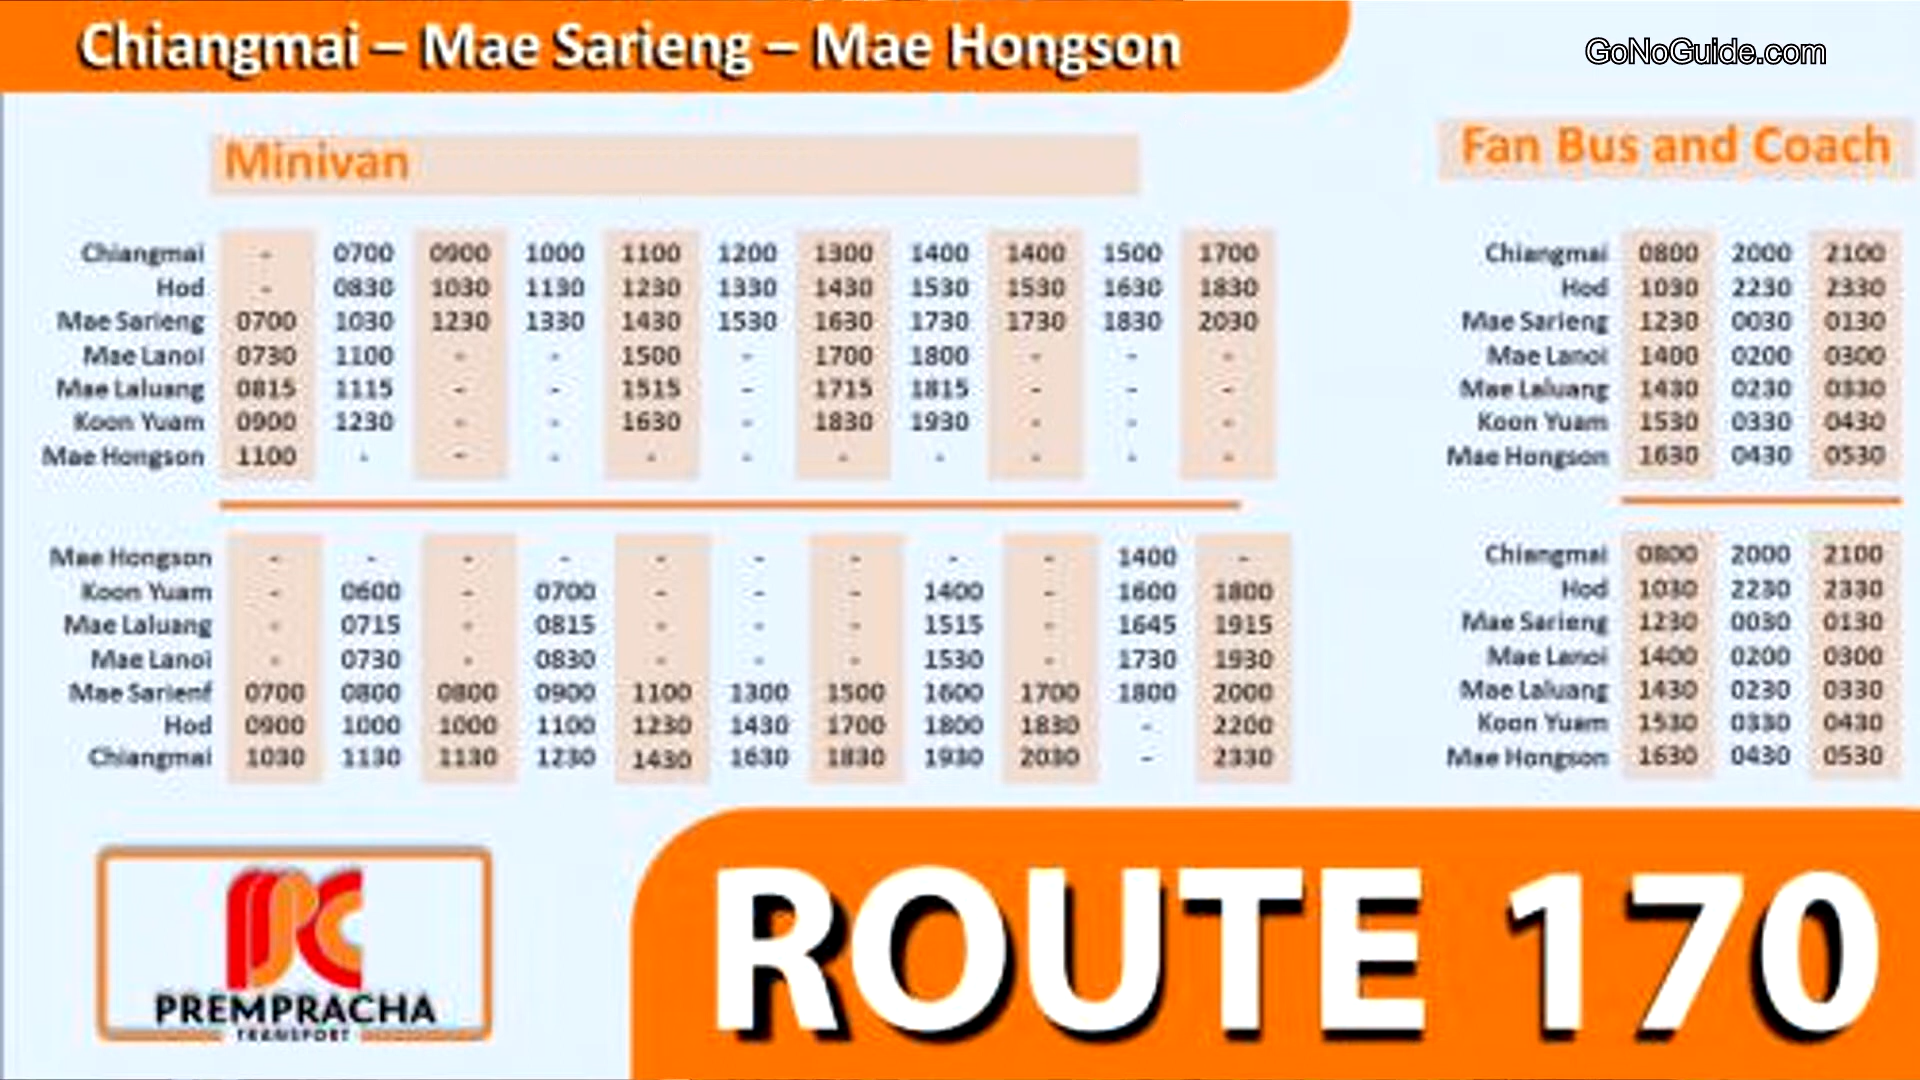 Chiangmai – Mae Sarieng – Mae Hongson
GoNoGuide.com
Minivan
Chiangmai - 0700 0900 1000 1100 1200 1300 1400 1400 1500 1700
Hod - 0830 1030 1130 1230 1330 1430 1530 1530 1630 1830
Mae Sarieng 0700 1030 1230 1330 1430 1530 1630 1730 1730 1830 2030
Mae Lanoi 0730 1100 - - 1500 - 1700 1800 - - -
Mae Laluang 0815 1115 - - 1515 - 1715 1815 - - -
Koon Yuam 0900 1230 - - 1630 - 1830 1930 - - -
Mae Hongson 1100 - - - - - - - - - -
Mae Hongson - - - - - - - - - 1400 -
Koon Yuam - 0600 - 0700 - - - 1400 - 1600 1800
Mae Laluang - 0715 - 0815 - - - 1515 - 1645 1915
Mae Lanoi - 0730 - 0830 - - - 1530 - 1730 1930
Mae Sarienf 0700 0800 0800 0900 1100 1300 1500 1600 1700 1800 2000
Hod 0900 1000 1000 1100 1230 1430 1700 1800 1830 - 2200
Chiangmai 1030 1130 1130 1230 1430 1630 1830 1930 2030 - 2330
Fan Bus and Coach
Chiangmai 0800 2000 2100
Hod 1030 2230 2330
Mae Sarieng 1230 0030 0130
Mae Lanoi 1400 0200 0300
Mae Laluang 1430 0230 0330
Koon Yuam 1530 0330 0430
Mae Hongson 1630 0430 0530
Chiangmai 0800 2000 2100
Hod 1030 2230 2330
Mae Sarieng 1230 0030 0130
Mae Lanoi 1400 0200 0300
Mae Laluang 1430 0230 0330
Koon Yuam 1530 0330 0430
Mae Hongson 1630 0430 0530
PREMPRACHA
TRANSPORT
ROUTE 170